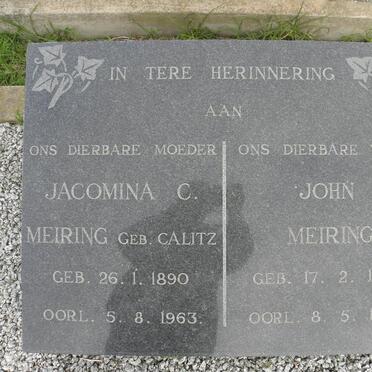 IN TERE HERINNERING
AAN
ONS DIERBARE MOEDER
JACOMINA C.
MEIRING GEB. CALITZ
GEB. 26. 1. 1890
OORL. 5. 8. 1963.
ONS DIERBARE
JOHN
MEIRING
GEB. 17. 2.
OORL. 8. 5.